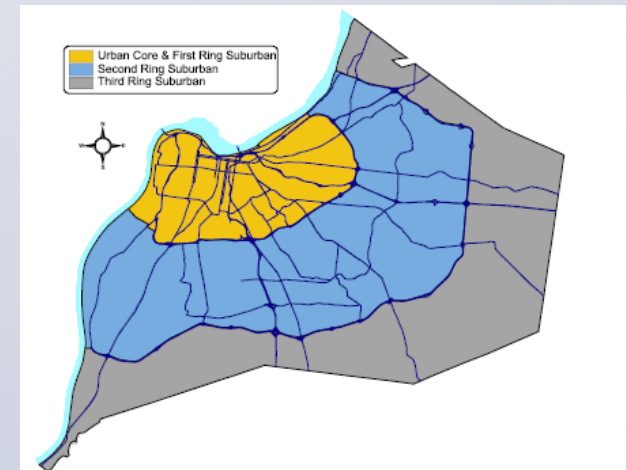 Urban Core & First Ring Suburban
Second Ring Suburban
Third Ring Suburban
N
W
E
S